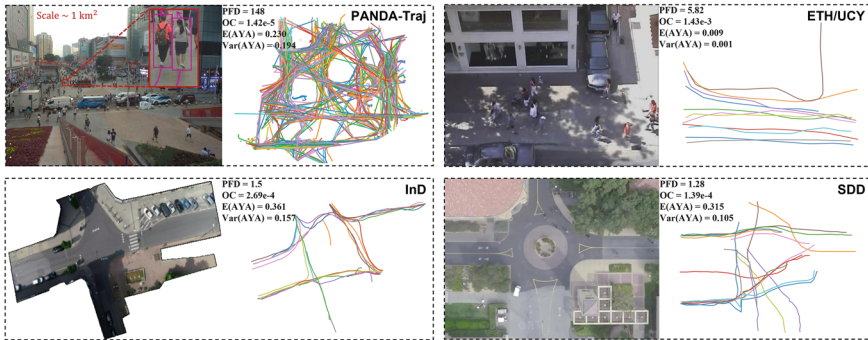 Scale ~ 1 km²
PFD = 148
OC = 1.42e-5
E(AYA) = 0.230
Var(AYA) = 0.194
PANDA-Traj
PFD = 5,82
OC = 1.43e-3
E(AYA) = 0.009
Var(AYA) = 0.001
ETH/UCY
PFD = 1.5
OC = 2.69e-4
E(AYA) = 0.361
Var(AYA) = 0.157
InD
PFD = 1.28
OC = 1.39e-4
E(AYA) = 0.315
Var(AYA) = 0.105
SDD